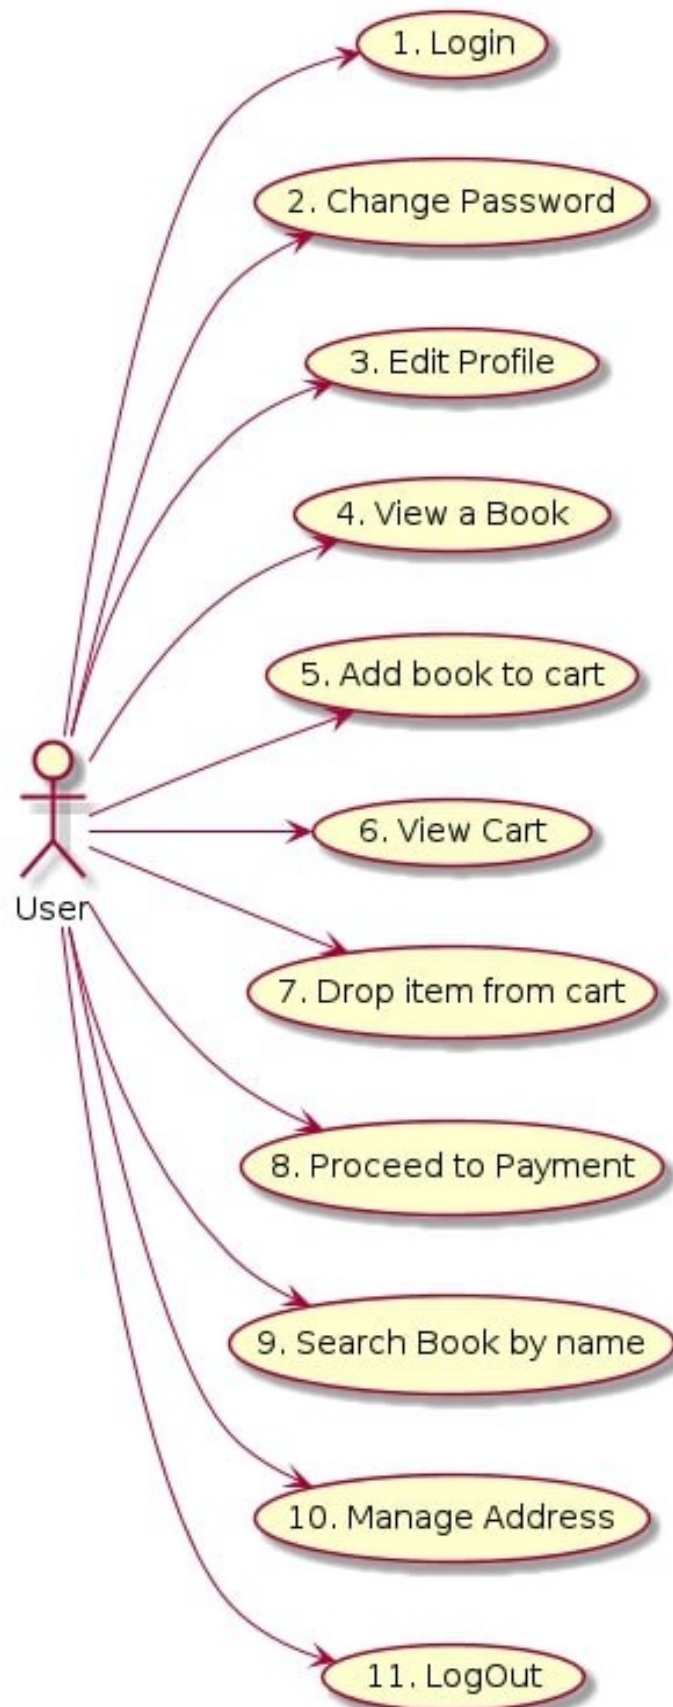 1. Login
2. Change Password
3. Edit Profile
4. View a Book
5. Add book to cart
6. View Cart
7. Drop item from cart
User
8. Proceed to Payment
9. Search Book by name
10. Manage Address
11. LogOut